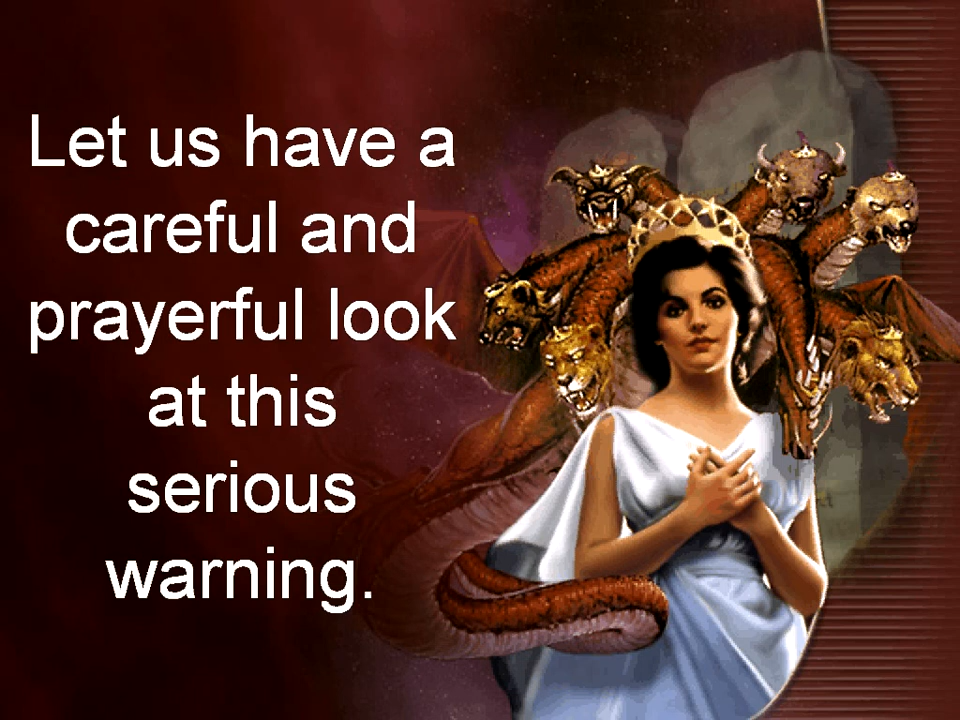 Let us have a
careful and
prayerful look
at this
serious
warning.